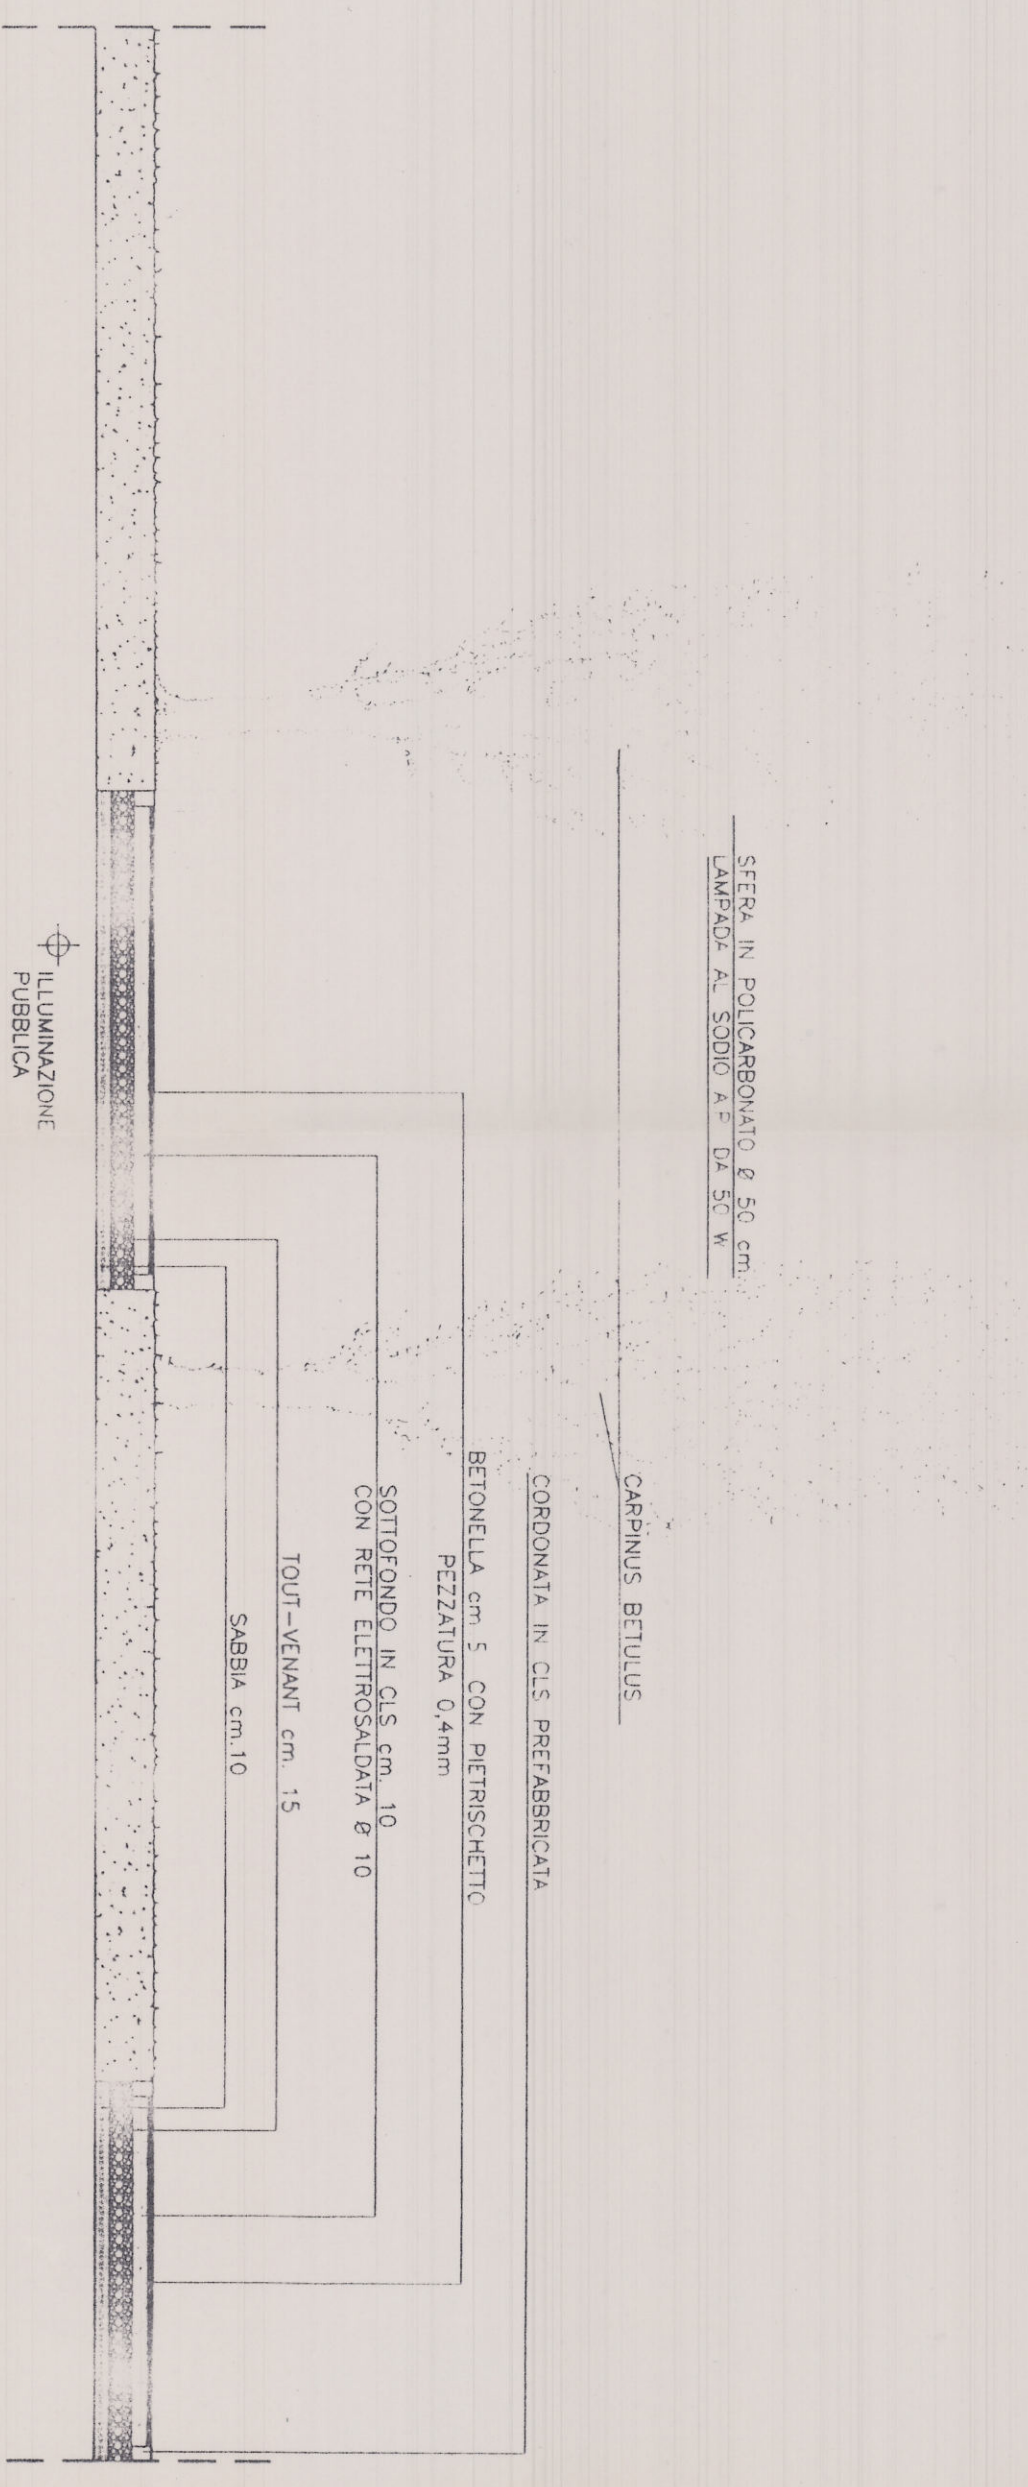 SFERA IN POLICARBONATO Ø 50 cm.
LAMPADA AL SODIO AP DA 50 W
CARPINUS BETULUS
CORDONATA IN CLS PREFABBRICATA
BETONELLA cm 5 CON PIETRISCHETTO
PEZZATURA 0,4mm
SOTTOFONDO IN CLS cm. 10
CON RETE ELETTROSALDATA Ø 10
TOUT-VENANT cm. 15
SABBIA cm.10
ILLUMINAZIONE
PUBBLICA